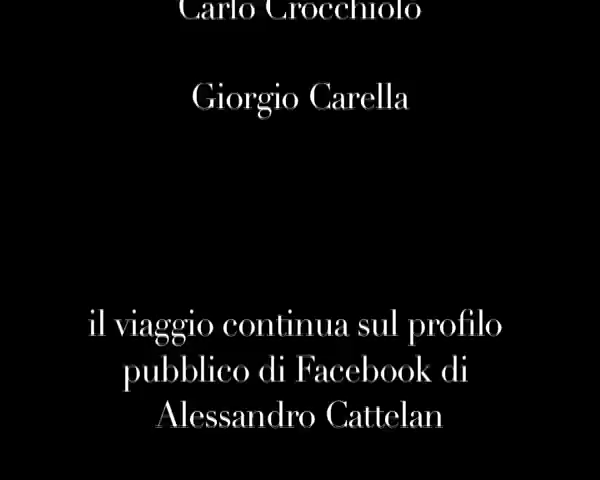 Carlo Crocchiolo
Giorgio Carella
il viaggio continua sul profilo
pubblico di Facebook di
Alessandro Cattelan